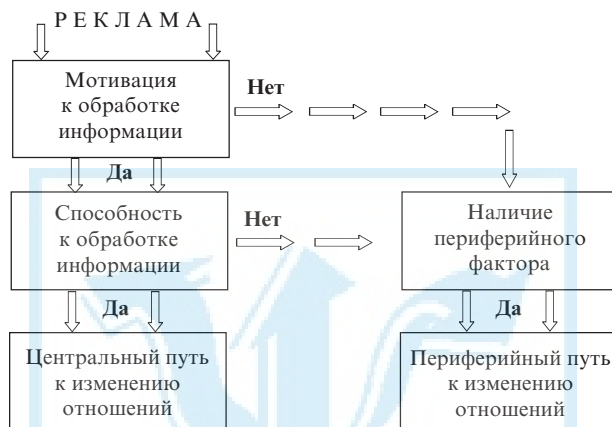 РЕКЛАМА
Мотивация
к обработке
информации
Нет
Да
Способность
к обработке
информации
Нет
Наличие
периферийного
фактора
Да
Да
Центральный путь
к изменению
отношений
Периферийный путь
к изменению
отношений